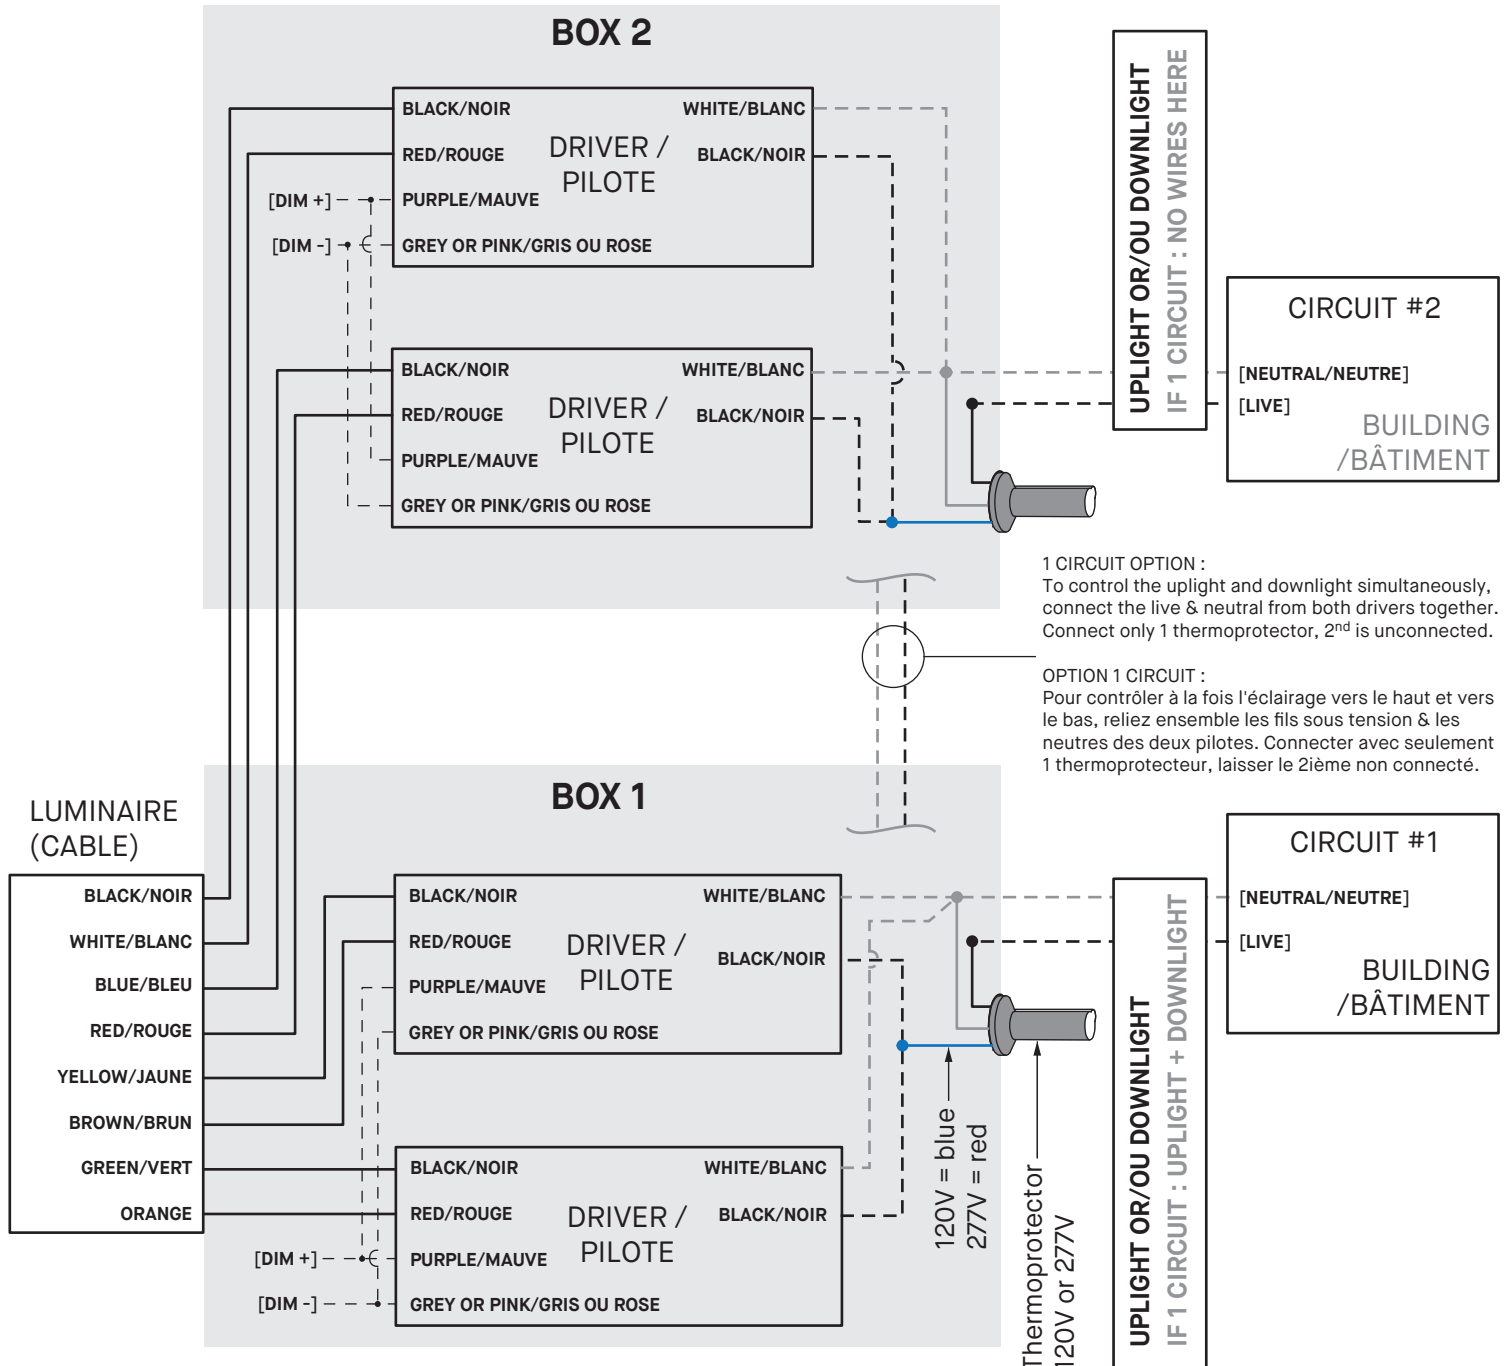 BOX 2
BLACK/NOIR
WHITE/BLANC
RED/ROUGE
DRIVER /
PILOTE
BLACK/NOIR
[DIM +]
PURPLE/MAUVE
[DIM -]
GREY OR PINK/GRIS OU ROSE
BLACK/NOIR
WHITE/BLANC
RED/ROUGE
DRIVER /
PILOTE
BLACK/NOIR
PURPLE/MAUVE
GREY OR PINK/GRIS OU ROSE
UPLIGHT OR/OU DOWNLIGHT
IF 1 CIRCUIT : NO WIRES HERE
CIRCUIT #2
[NEUTRAL/NEUTRE]
[LIVE]
BUILDING
/BÂTIMENT
1 CIRCUIT OPTION :
To control the uplight and downlight simultaneously,
connect the live & neutral from both drivers together.
Connect only 1 thermoprotector, 2nd is unconnected.
OPTION 1 CIRCUIT :
Pour contrôler à la fois l'éclairage vers le haut et vers
le bas, reliez ensemble les fils sous tension & les
neutres des deux pilotes. Connecter avec seulement
1 thermoprotecteur, laisser le 2ième non connecté.
LUMINAIRE
(CABLE)
BLACK/NOIR
WHITE/BLANC
BLUE/BLEU
RED/ROUGE
YELLOW/JAUNE
BROWN/BRUN
GREEN/VERT
ORANGE
BOX 1
BLACK/NOIR
WHITE/BLANC
RED/ROUGE
DRIVER /
PILOTE
BLACK/NOIR
PURPLE/MAUVE
GREY OR PINK/GRIS OU ROSE
BLACK/NOIR
WHITE/BLANC
RED/ROUGE
DRIVER /
PILOTE
BLACK/NOIR
[DIM +]
PURPLE/MAUVE
[DIM -]
GREY OR PINK/GRIS OU ROSE
120V = blue
277V = red
Thermoprotector
120V or 277V
UPLIGHT OR/OU DOWNLIGHT
IF 1 CIRCUIT : UPLIGHT + DOWNLIGHT
CIRCUIT #1
[NEUTRAL/NEUTRE]
[LIVE]
BUILDING
/BÂTIMENT